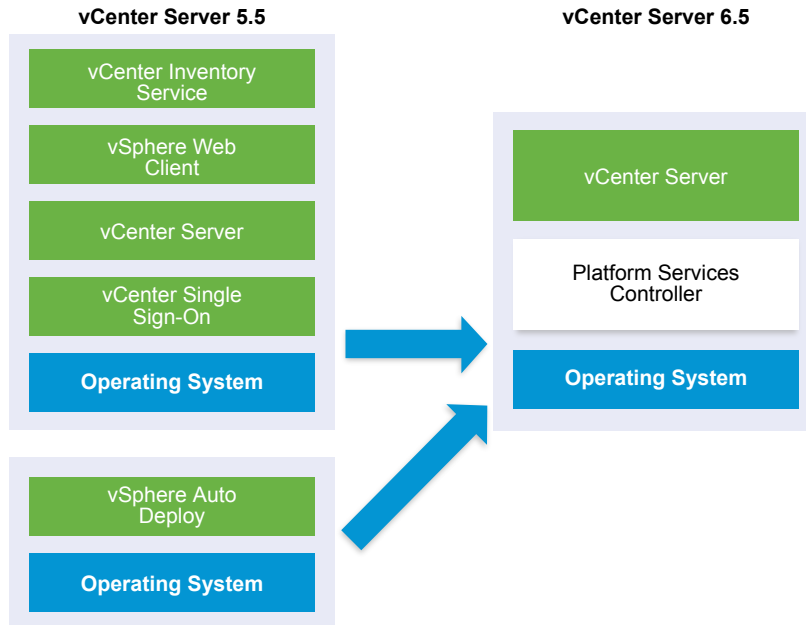 vCenter Server 5.5
vCenter Inventory
Service
vSphere Web
Client
vCenter Server
vCenter Single
Sign-On
Operating System
vSphere Auto
Deploy
Operating System
vCenter Server 6.5
vCenter Server
Platform Services
Controller
Operating System